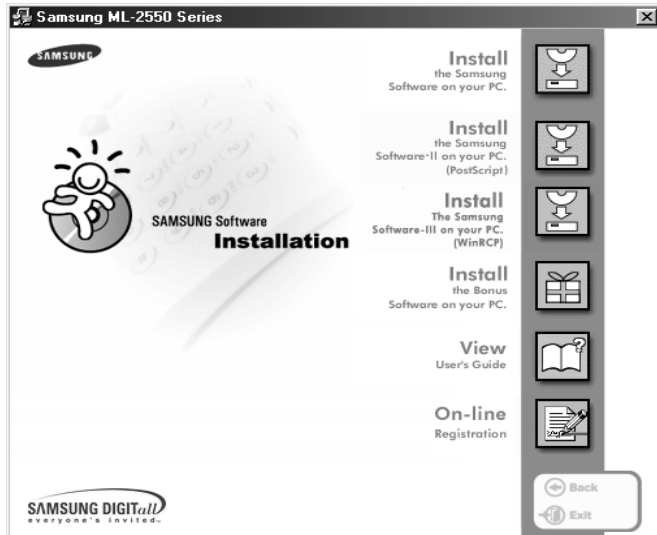 Samsung ML-2550 Series
SAMSUNG
Install
the Samsung
Software on your PC.
Install
the Samsung
Software-II on your PC.
(PostScript)
Install
The Samsung
Software-III on your PC.
(WinRCP)
SAMSUNG Software
Installation
Install
the Bonus
Software on your PC.
View
User's Guide
On-line
Registration
Back
Exit
SAMSUNG DIGITall
everyone's invited™